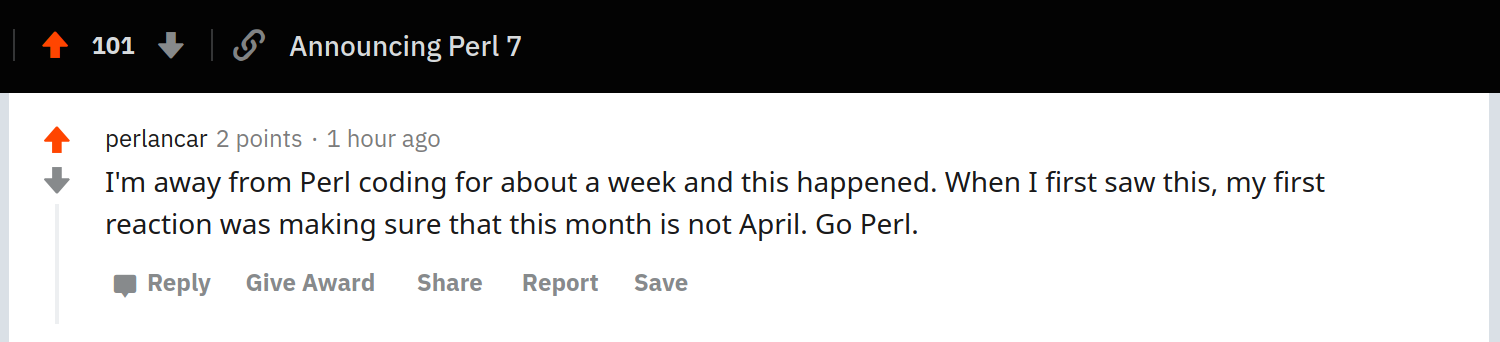 101 Announcing Perl 7
perlancar 2 points · 1 hour ago
I'm away from Perl coding for about a week and this happened. When I first saw this, my first
reaction was making sure that this month is not April. Go Perl.
Reply Give Award Share Report Save